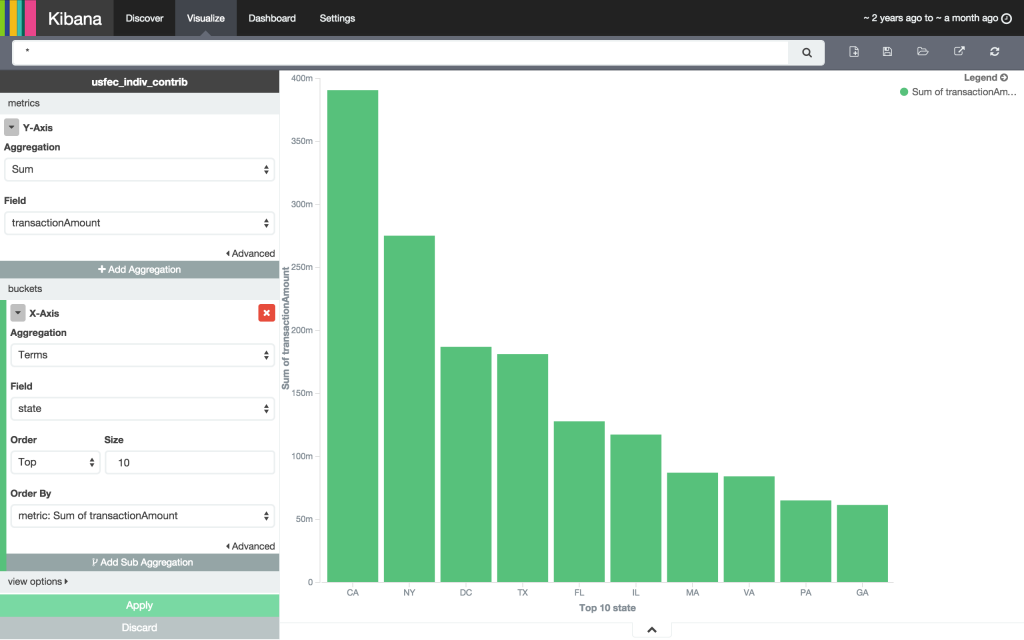 Kibana Discover Visualize Dashboard Settings ~ 2 years ago to ~ a month ago
*
usfec_indiv_contrib
metrics
Y-Axis
Aggregation
Sum
Field
transactionAmount
Advanced
Add Aggregation
buckets
X-Axis
Aggregation
Terms
Field
state
Order Size
Top 10
Order By
metric: Sum of transactionAmount
Advanced
Add Sub Aggregation
view options
Apply
Discard
Legend
Sum of transactionAm...
Sum of transactionAmount
400m
350m
300m
250m
200m
150m
100m
50m
0
CA NY DC TX FL IL MA VA PA GA
Top 10 state